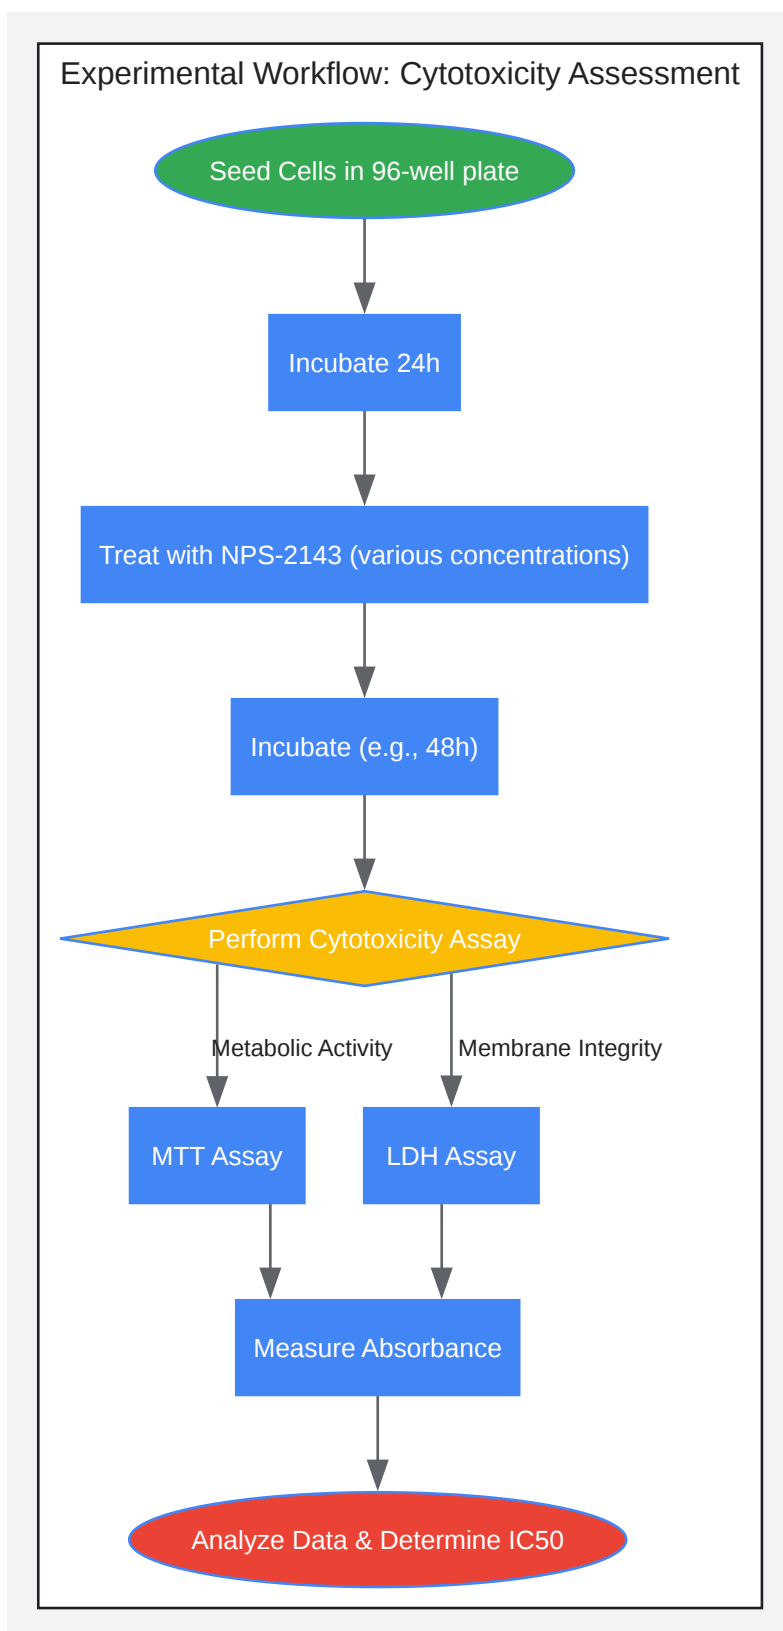 Experimental Workflow: Cytotoxicity Assessment
Seed Cells in 96-well plate
Incubate 24h
Treat with NPS-2143 (various concentrations)
Incubate (e.g., 48h)
Perform Cytotoxicity Assay
Metabolic Activity
Membrane Integrity
MTT Assay
LDH Assay
Measure Absorbance
Analyze Data & Determine IC50